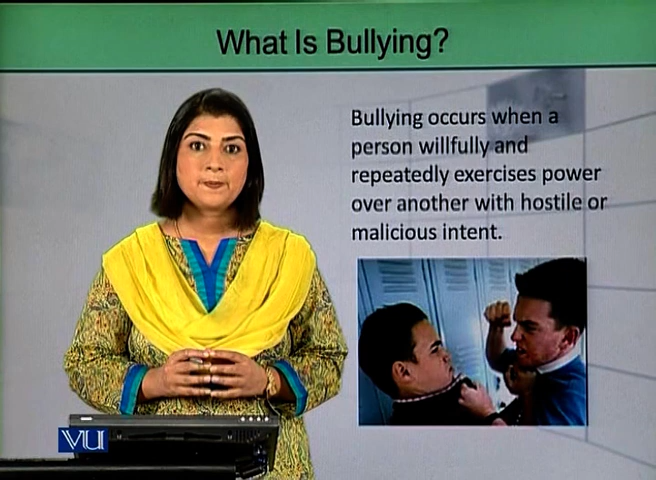 What Is Bullying?
Bullying occurs when a
person willfully and
repeatedly exercises power
over another with hostile or
malicious intent.
VU